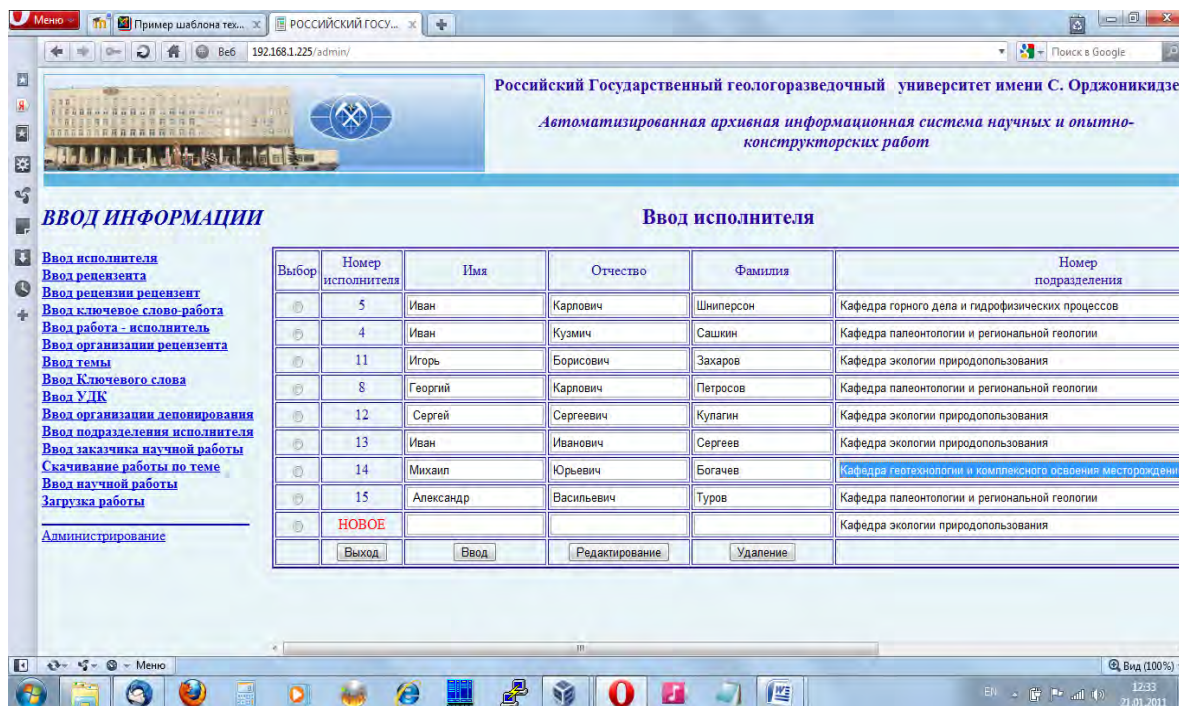 Меню
Пример шаблона тех...
РОССИЙСКИЙ ГОСУ...
Веб 192.168.1.225/admin/
Поиск в Google
Российский Государственный геологоразведочный университет имени С. Орджоникидзе
Автоматизированная архивная информационная система научных и опытно-
конструкторских работ
ВВОД ИНФОРМАЦИИ
Ввод исполнителя
Ввод рецензента
Ввод рецензии рецензент
Ввод ключевое слово-работа
Ввод работа - исполнитель
Ввод организации рецензента
Ввод темы
Ввод Ключевого слова
Ввод УДК
Ввод организации депонирования
Ввод подразделения исполнителя
Ввод заказчика научной работы
Скачивание работы по теме
Ввод научной работы
Загрузка работы
Администрирование
Ввод исполнителя
Выбор Номер исполнителя Имя Отчество Фамилия Номер подразделения
5 Иван Карлович Шниперсон Кафедра горного дела и гидрофизических процессов
4 Иван Кузмич Сашкин Кафедра палеонтологии и региональной геологии
11 Игорь Борисович Захаров Кафедра экологии природопользования
8 Георгий Карлович Петросов Кафедра палеонтологии и региональной геологии
12 Сергей Сергеевич Кулагин Кафедра экологии природопользования
13 Иван Иванович Сергеев Кафедра экологии природопользования
14 Михаил Юрьевич Богачев Кафедра геотехнологии и комплексного освоения месторождени
15 Александр Васильевич Туров Кафедра палеонтологии и региональной геологии
НОВОЕ Кафедра экологии природопользования
Выход Ввод Редактирование Удаление
Меню
Вид (100%)
EN
12:33
21.01.2011